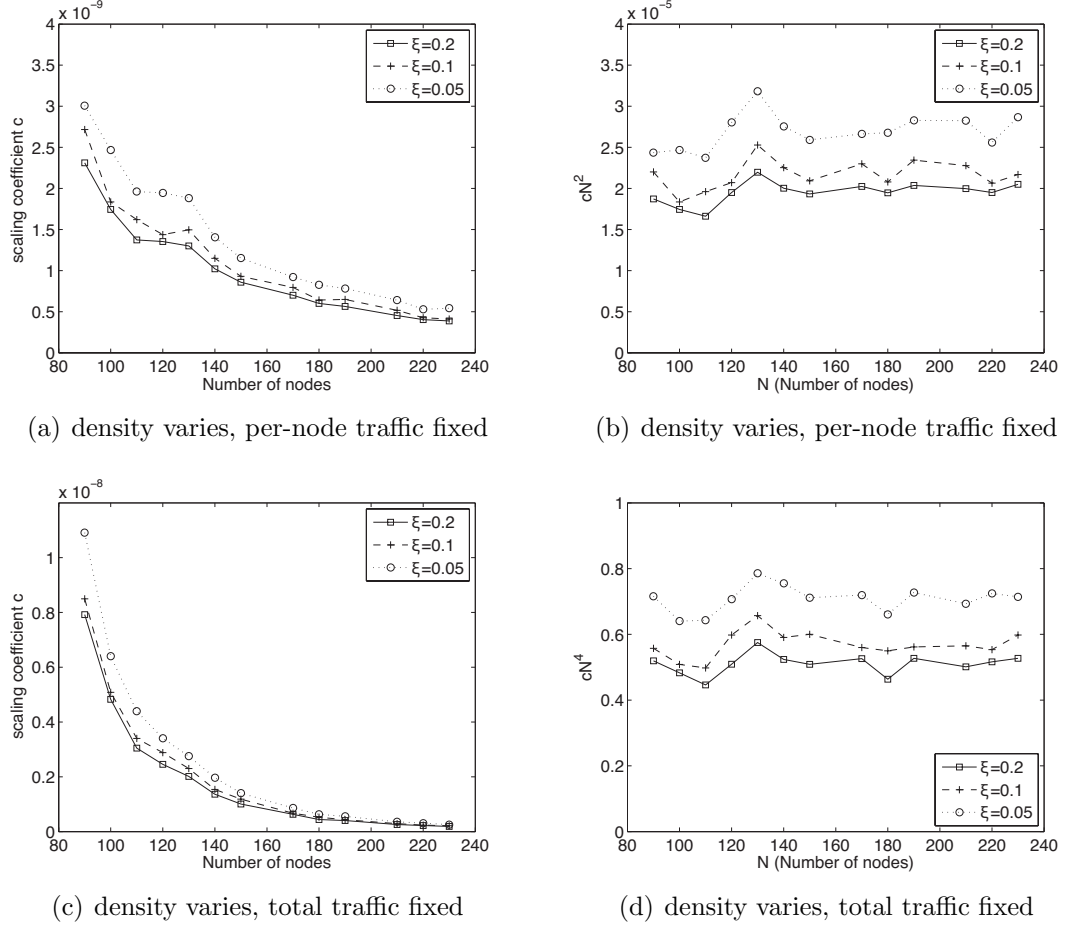 x 10⁻⁹
4
3.5
3
2.5
2
1.5
1
0.5
0
scaling coefficient c
80 100 120 140 160 180 200 220 240
Number of nodes
ξ=0.2
ξ=0.1
ξ=0.05
(a) density varies, per-node traffic fixed
x 10⁻⁵
4
3.5
3
2.5
2
1.5
1
0.5
0
cN²
80 100 120 140 160 180 200 220 240
N (Number of nodes)
ξ=0.2
ξ=0.1
ξ=0.05
(b) density varies, per-node traffic fixed
x 10⁻⁸
1
0.8
0.6
0.4
0.2
0
scaling coefficient c
80 100 120 140 160 180 200 220 240
Number of nodes
ξ=0.2
ξ=0.1
ξ=0.05
(c) density varies, total traffic fixed
1
0.8
0.6
0.4
0.2
0
cN⁴
80 100 120 140 160 180 200 220 240
N (Number of nodes)
ξ=0.2
ξ=0.1
ξ=0.05
(d) density varies, total traffic fixed